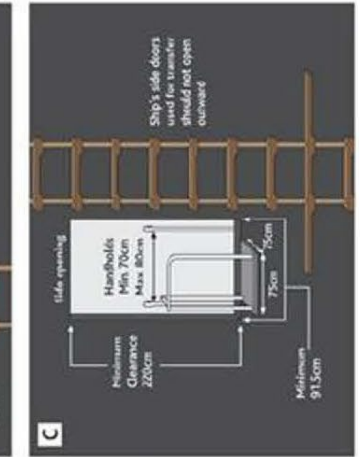 C
Side opening
Minimum
Clearance
220cm
Handholds
Min. 70cm
Max. 80cm
Ship's side doors
used for transfer
should not open
outward
75cm
75cm
Minimum
91.5cm